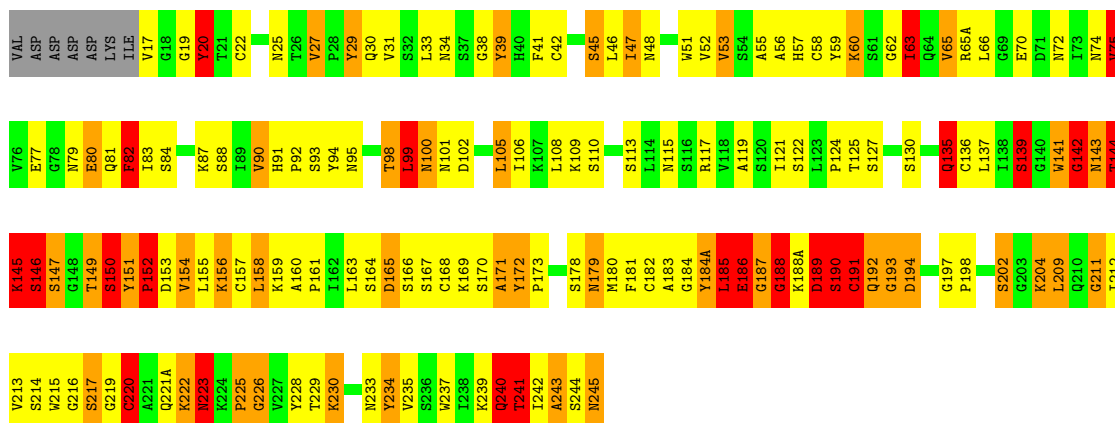 VAL ASP ASP ASP ASP LYS ILE V17 G18 G19 Y20 T21 C22 N25 T26 V27 P28 Y29 Q30 V31 S32 L33 N34 S37 G38 Y39 H40 F41 C42 S45 L46 I47 N48 W51 V52 V53 S54 A55 A56 H57 C58 Y59 K60 S61 G62 I63 Q64 V65 R65A L66 G69 E70 D71 N72 I73 N74
V76 E77 G78 N79 E80 Q81 F82 I83 S84 K87 S88 I89 V90 H91 P92 S93 Y94 N95 T98 L99 N100 N101 D102 L105 I106 K107 L108 K109 S110 S113 L114 N115 S116 R117 V118 A119 S120 I121 S122 L123 P124 T125 S127 S130 Q135 C136 L137 I138 S139 G140 W141 G142 N143 T144
K145 S146 S147 G148 T149 S150 Y151 P152 D153 V154 L155 K156 C157 L158 K159 A160 P161 I162 L163 S164 D165 S166 S167 C168 K169 S170 A171 Y172 P173 S178 N179 M180 F181 C182 A183 G184 Y184A L185 E186 G187 G188 K188A D189 S190 C191 Q192 G193 D194 G197 P198 S202 G203 K204 L209 Q210 G211 I212
V213 S214 W215 G216 S217 G219 C220 A221 Q221A K222 N223 K224 P225 G226 V227 Y228 T229 K230 N233 Y234 V235 S236 W237 I238 K239 Q240 T241 I242 A243 S244 N245